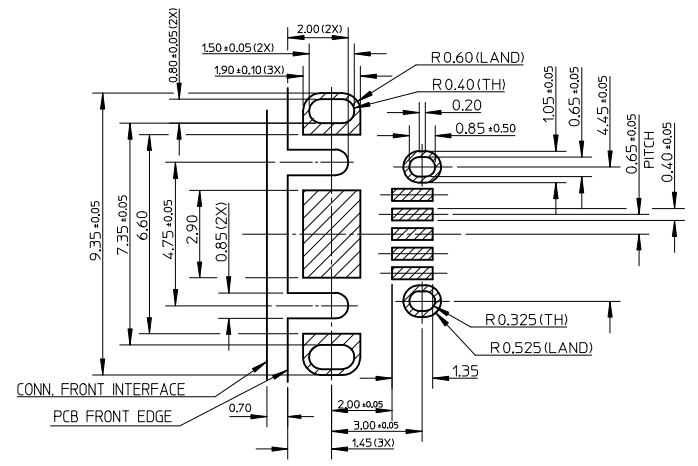 2.00 (2X)
1.50±0.05 (2X)
1.90±0.10 (3X)
0.80±0.05 (2X)
R 0.60 (LAND)
R 0.40 (TH)
0.20
0.85 ±0.50
1.05 ±0.05
0.65 ±0.05
4.45 ±0.05
0.65 ±0.05
PITCH
0.40 ±0.05
9.35 ±0.05
7.35 ±0.05
6.60
4.75 ±0.05
2.90
0.85 (2X)
R 0.325 (TH)
R 0.525 (LAND)
1.35
CONN. FRONT INTERFACE
PCB FRONT EDGE
0.70
2.00 ±0.05
3.00 ±0.05
1.45 (3X)